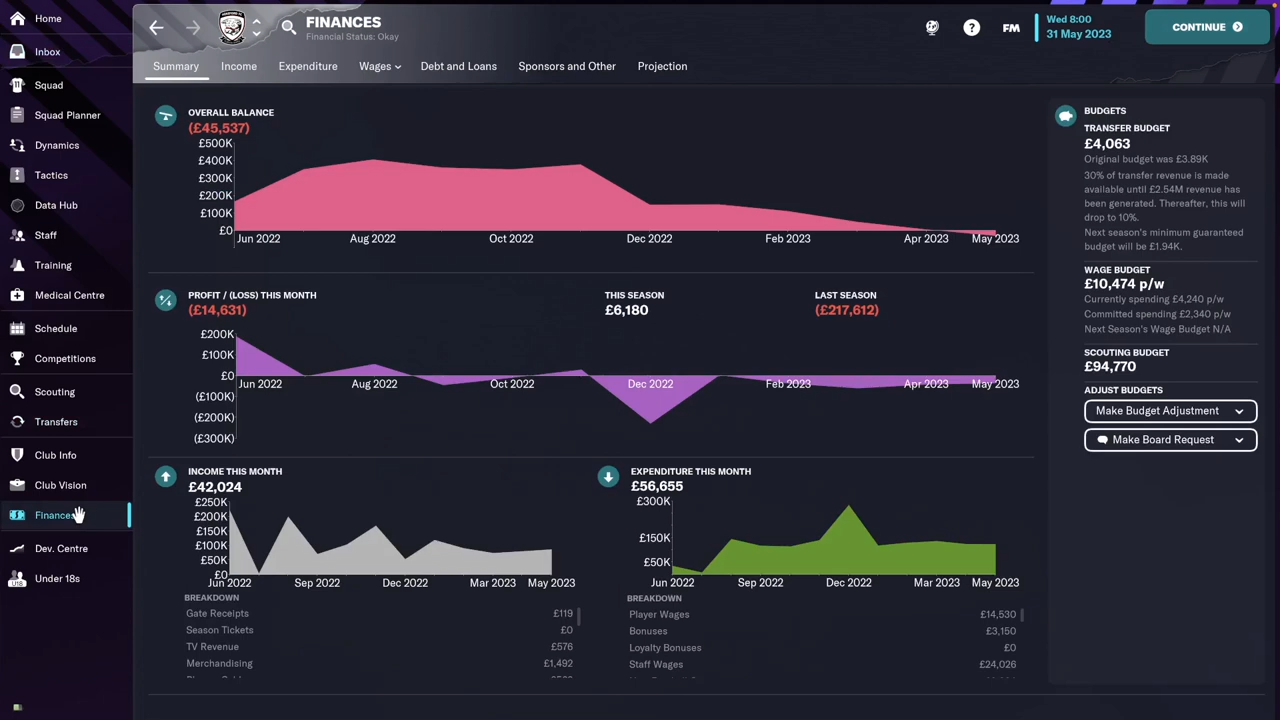 Home
Inbox
Squad
Squad Planner
Dynamics
Tactics
Data Hub
Staff
Training
Medical Centre
Schedule
Competitions
Scouting
Transfers
Club Info
Club Vision
Finances
Dev. Centre
U18
Under 18s
FINANCES
Financial Status: Okay
?
FM
Wed 8:00
31 May 2023
CONTINUE
Summary
Income
Expenditure
Wages
Debt and Loans
Sponsors and Other
Projection
OVERALL BALANCE
(£45,537)
£500K
£400K
£300K
£200K
£100K
£0
Jun 2022 Aug 2022 Oct 2022 Dec 2022 Feb 2023 Apr 2023 May 2023
PROFIT / (LOSS) THIS MONTH
(£14,631)
THIS SEASON
£6,180
LAST SEASON
(£217,612)
£200K
£100K
£0
(£100K)
(£200K)
(£300K)
Jun 2022 Aug 2022 Oct 2022 Dec 2022 Feb 2023 Apr 2023 May 2023
INCOME THIS MONTH
£42,024
£250K
£200K
£150K
£100K
£50K
£0
Jun 2022 Sep 2022 Dec 2022 Mar 2023 May 2023
BREAKDOWN
Gate Receipts £119
Season Tickets £0
TV Revenue £576
Merchandising £1,492
EXPENDITURE THIS MONTH
£56,655
£300K
£150K
£50K
Jun 2022 Sep 2022 Dec 2022 Mar 2023 May 2023
BREAKDOWN
Player Wages £14,530
Bonuses £3,150
Loyalty Bonuses £0
Staff Wages £24,026
BUDGETS
TRANSFER BUDGET
£4,063
Original budget was £3.89K
30% of transfer revenue is made
available until £2.54M revenue has
been generated. Thereafter, this will
drop to 10%.
Next season's minimum guaranteed
budget will be £1.94K.
WAGE BUDGET
£10,474 p/w
Currently spending £4,240 p/w
Committed spending £2,340 p/w
Next Season's Wage Budget N/A
SCOUTING BUDGET
£94,770
ADJUST BUDGETS
Make Budget Adjustment
Make Board Request